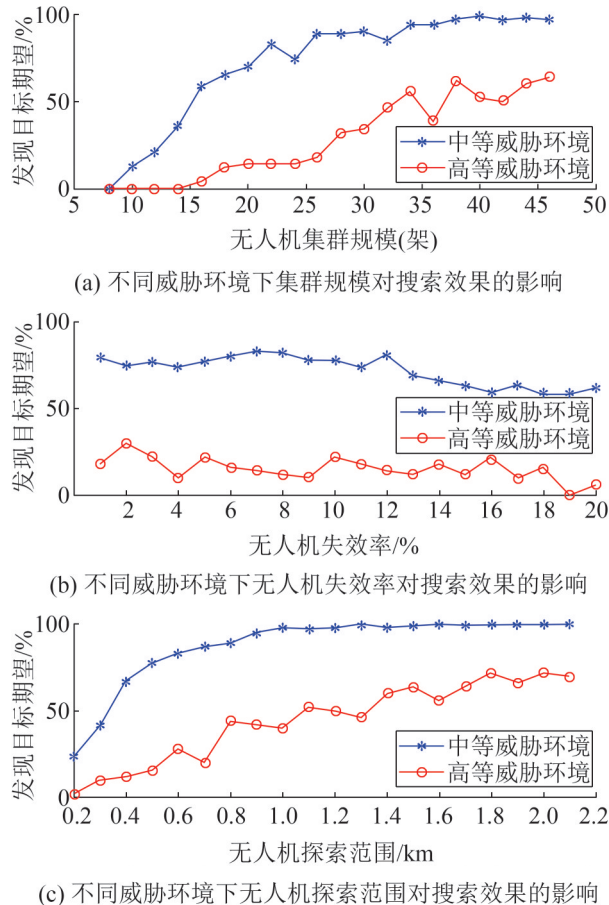 100
50
0
发现目标期望/%
中等威胁环境
高等威胁环境
5 10 15 20 25 30 35 40 45 50
无人机集群规模(架)
(a) 不同威胁环境下集群规模对搜索效果的影响
100
50
0
发现目标期望/%
中等威胁环境
高等威胁环境
2 4 6 8 10 12 14 16 18 20
无人机失效率/%
(b) 不同威胁环境下无人机失效率对搜索效果的影响
100
50
0
发现目标期望/%
中等威胁环境
高等威胁环境
0.2 0.4 0.6 0.8 1.0 1.2 1.4 1.6 1.8 2.0 2.2
无人机探索范围/km
(c) 不同威胁环境下无人机探索范围对搜索效果的影响